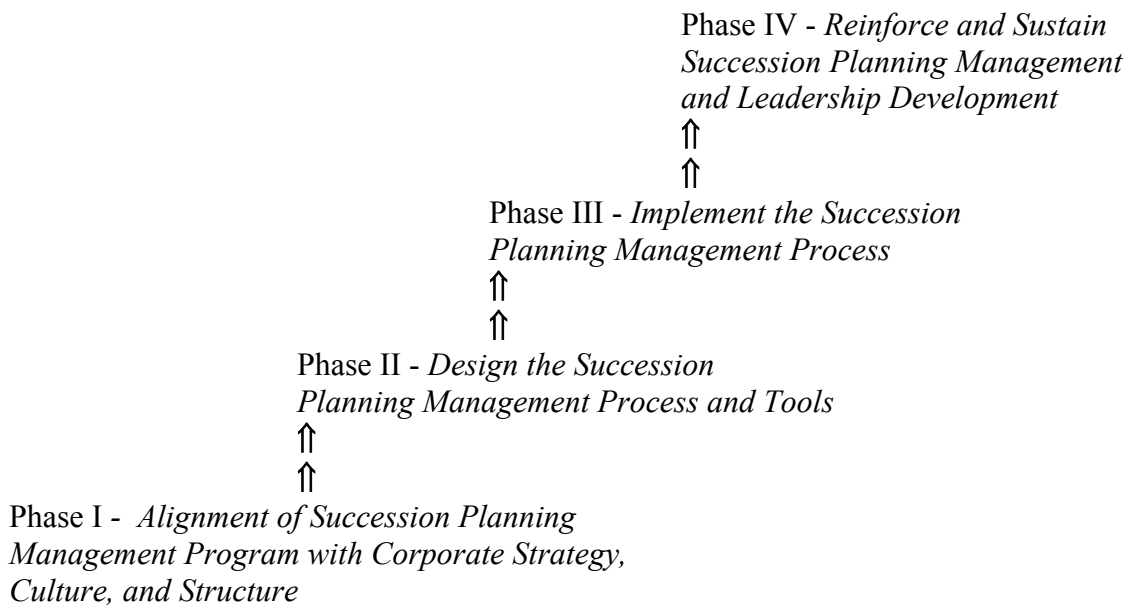 Phase IV - Reinforce and Sustain
Succession Planning Management
and Leadership Development
⇑
⇑
Phase III - Implement the Succession
Planning Management Process
⇑
⇑
Phase II - Design the Succession
Planning Management Process and Tools
⇑
⇑
Phase I - Alignment of Succession Planning
Management Program with Corporate Strategy,
Culture, and Structure